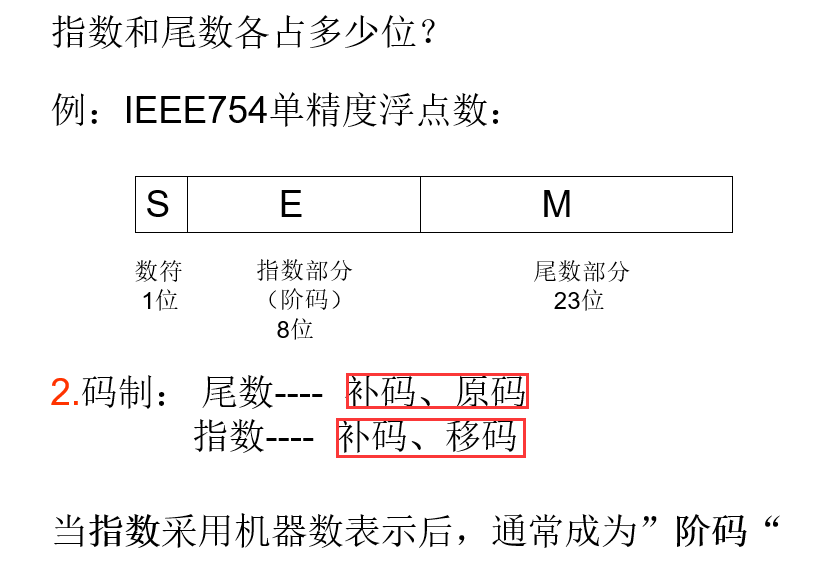 指数和尾数各占多少位？
例：IEEE754单精度浮点数：
S E M
数符 指数部分 尾数部分
1位 （阶码） 23位
8位
2.码制： 尾数---- 补码、原码
指数---- 补码、移码
当指数采用机器数表示后，通常成为”阶码“